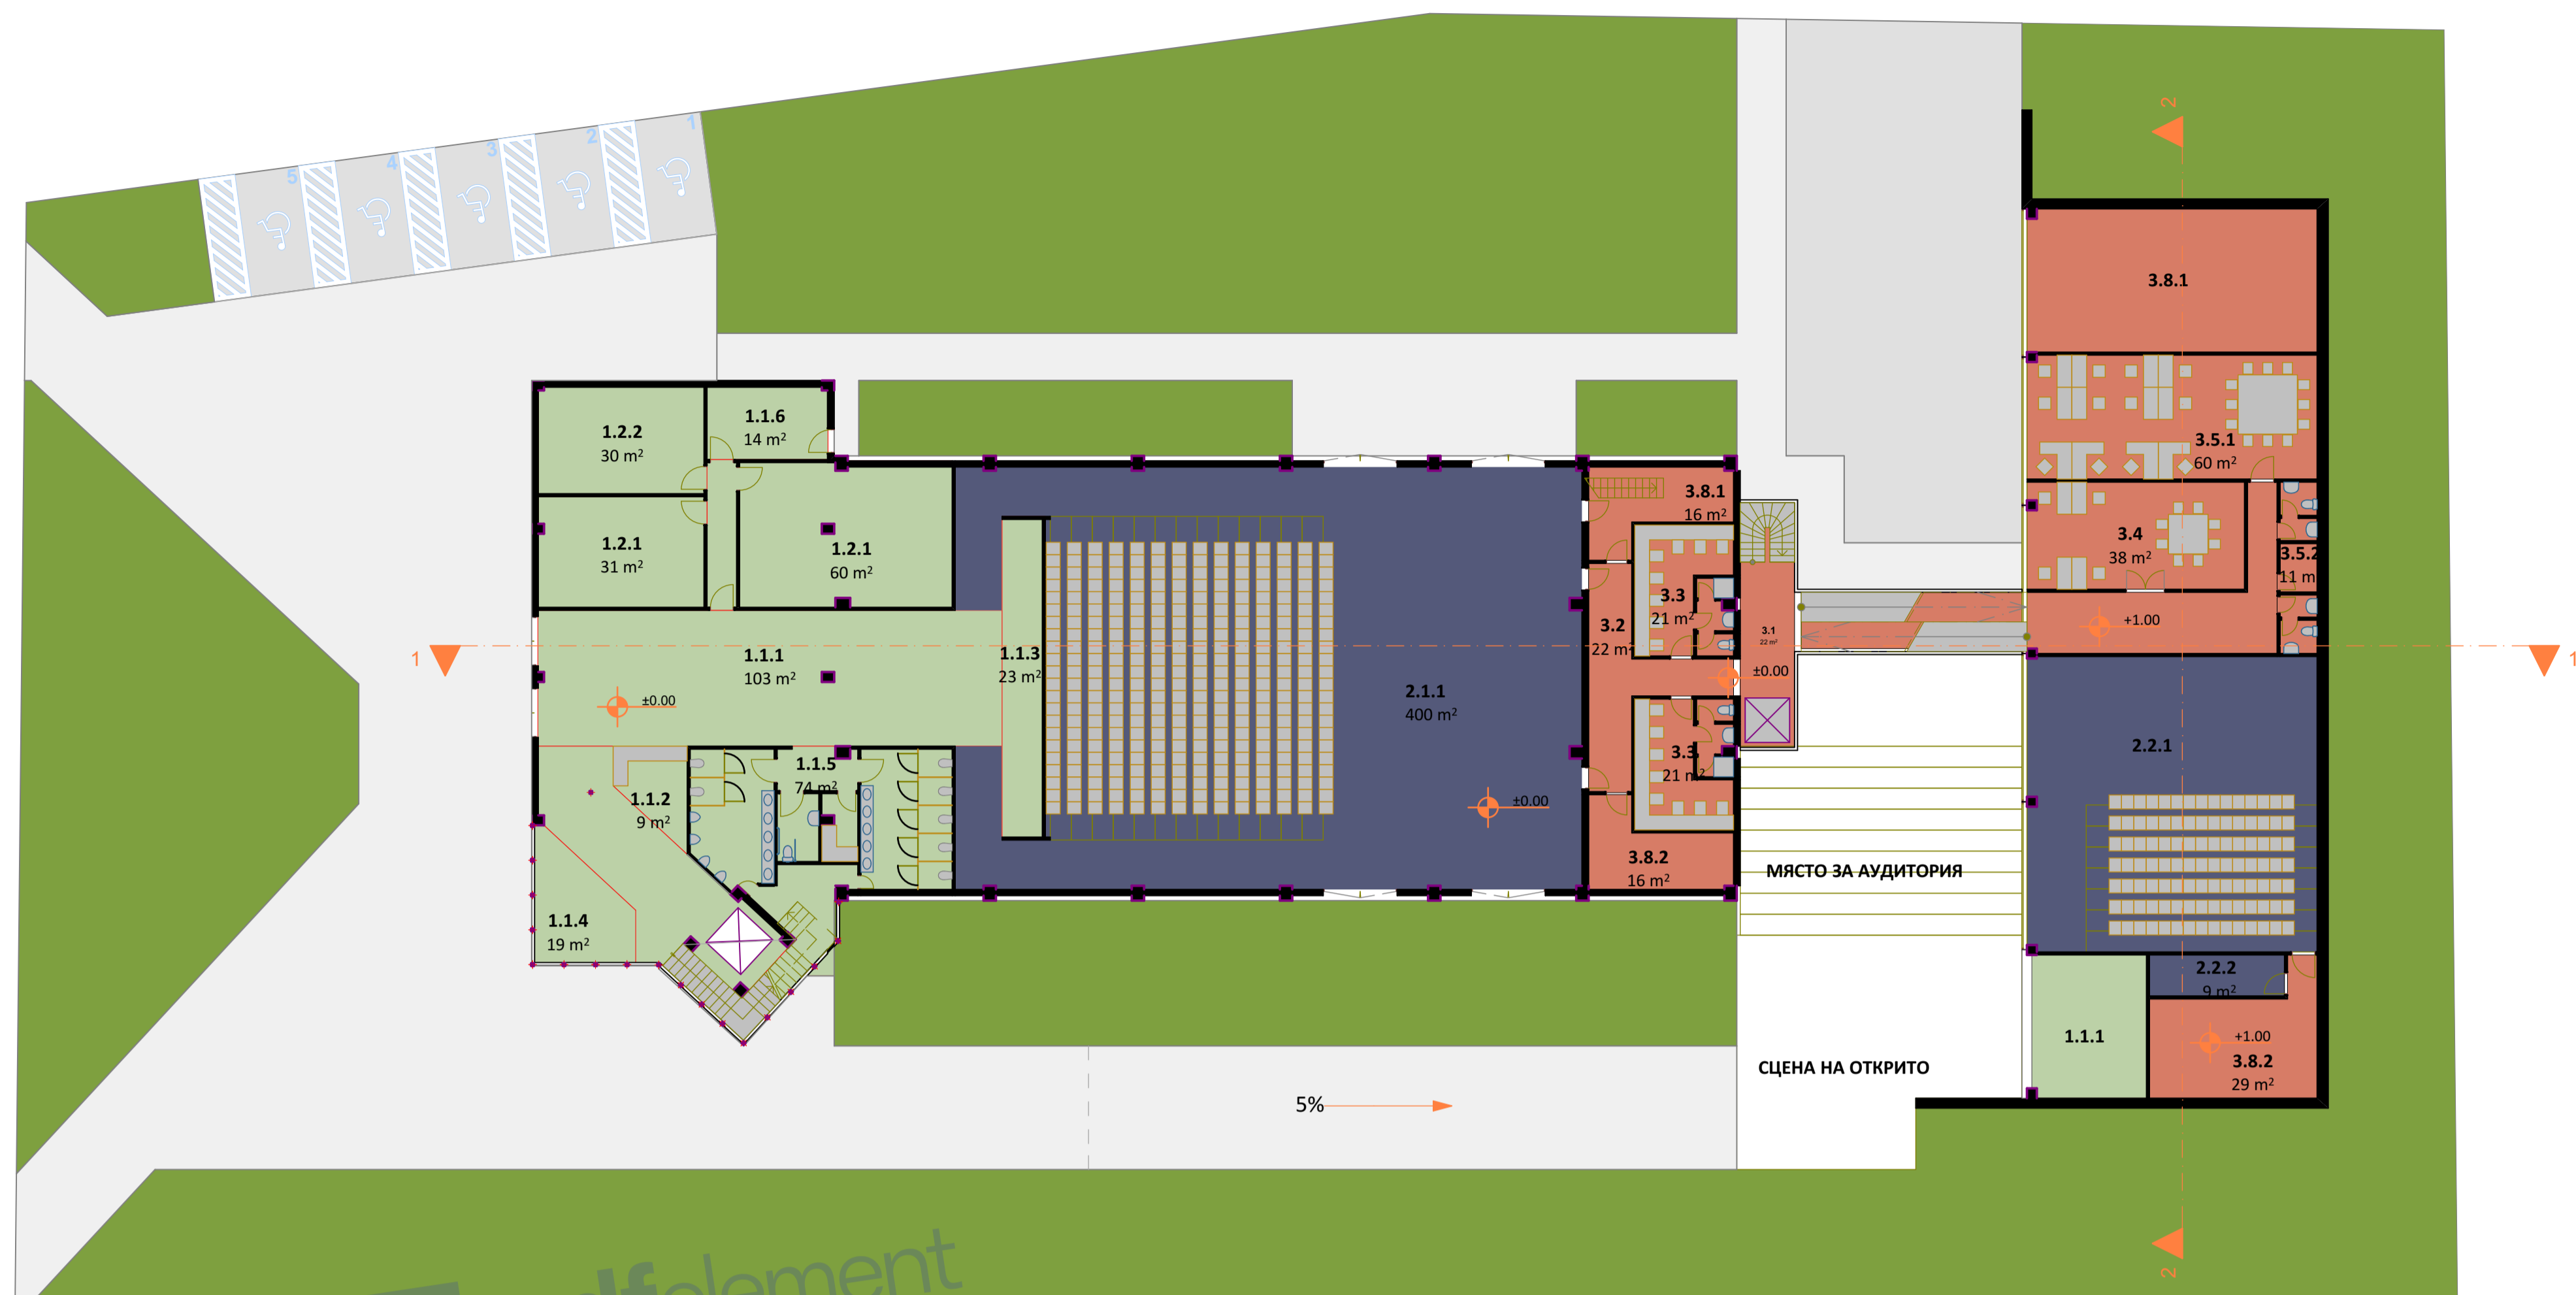 2
1
2
3
4
5
3.8.1
1.1.6
14 m²
1.2.2
30 m²
3.5.1
60 m²
3.8.1
16 m²
1.2.1
31 m²
1.2.1
60 m²
3.4
38 m²
3.5.2
11 m
3.3
21 m²
3.2
22 m²
3.1
22 m²
+1.00
1
1.1.1
103 m²
1.1.3
23 m²
±0.00
1
±0.00
2.1.1
400 m²
2.2.1
3.3
21 m²
1.1.5
74 m²
1.1.2
9 m²
±0.00
3.8.2
16 m²
МЯСТО ЗА АУДИТОРИЯ
1.1.4
19 m²
2.2.2
9 m²
1.1.1
+1.00
3.8.2
29 m²
СЦЕНА НА ОТКРИТО
5%
2
element